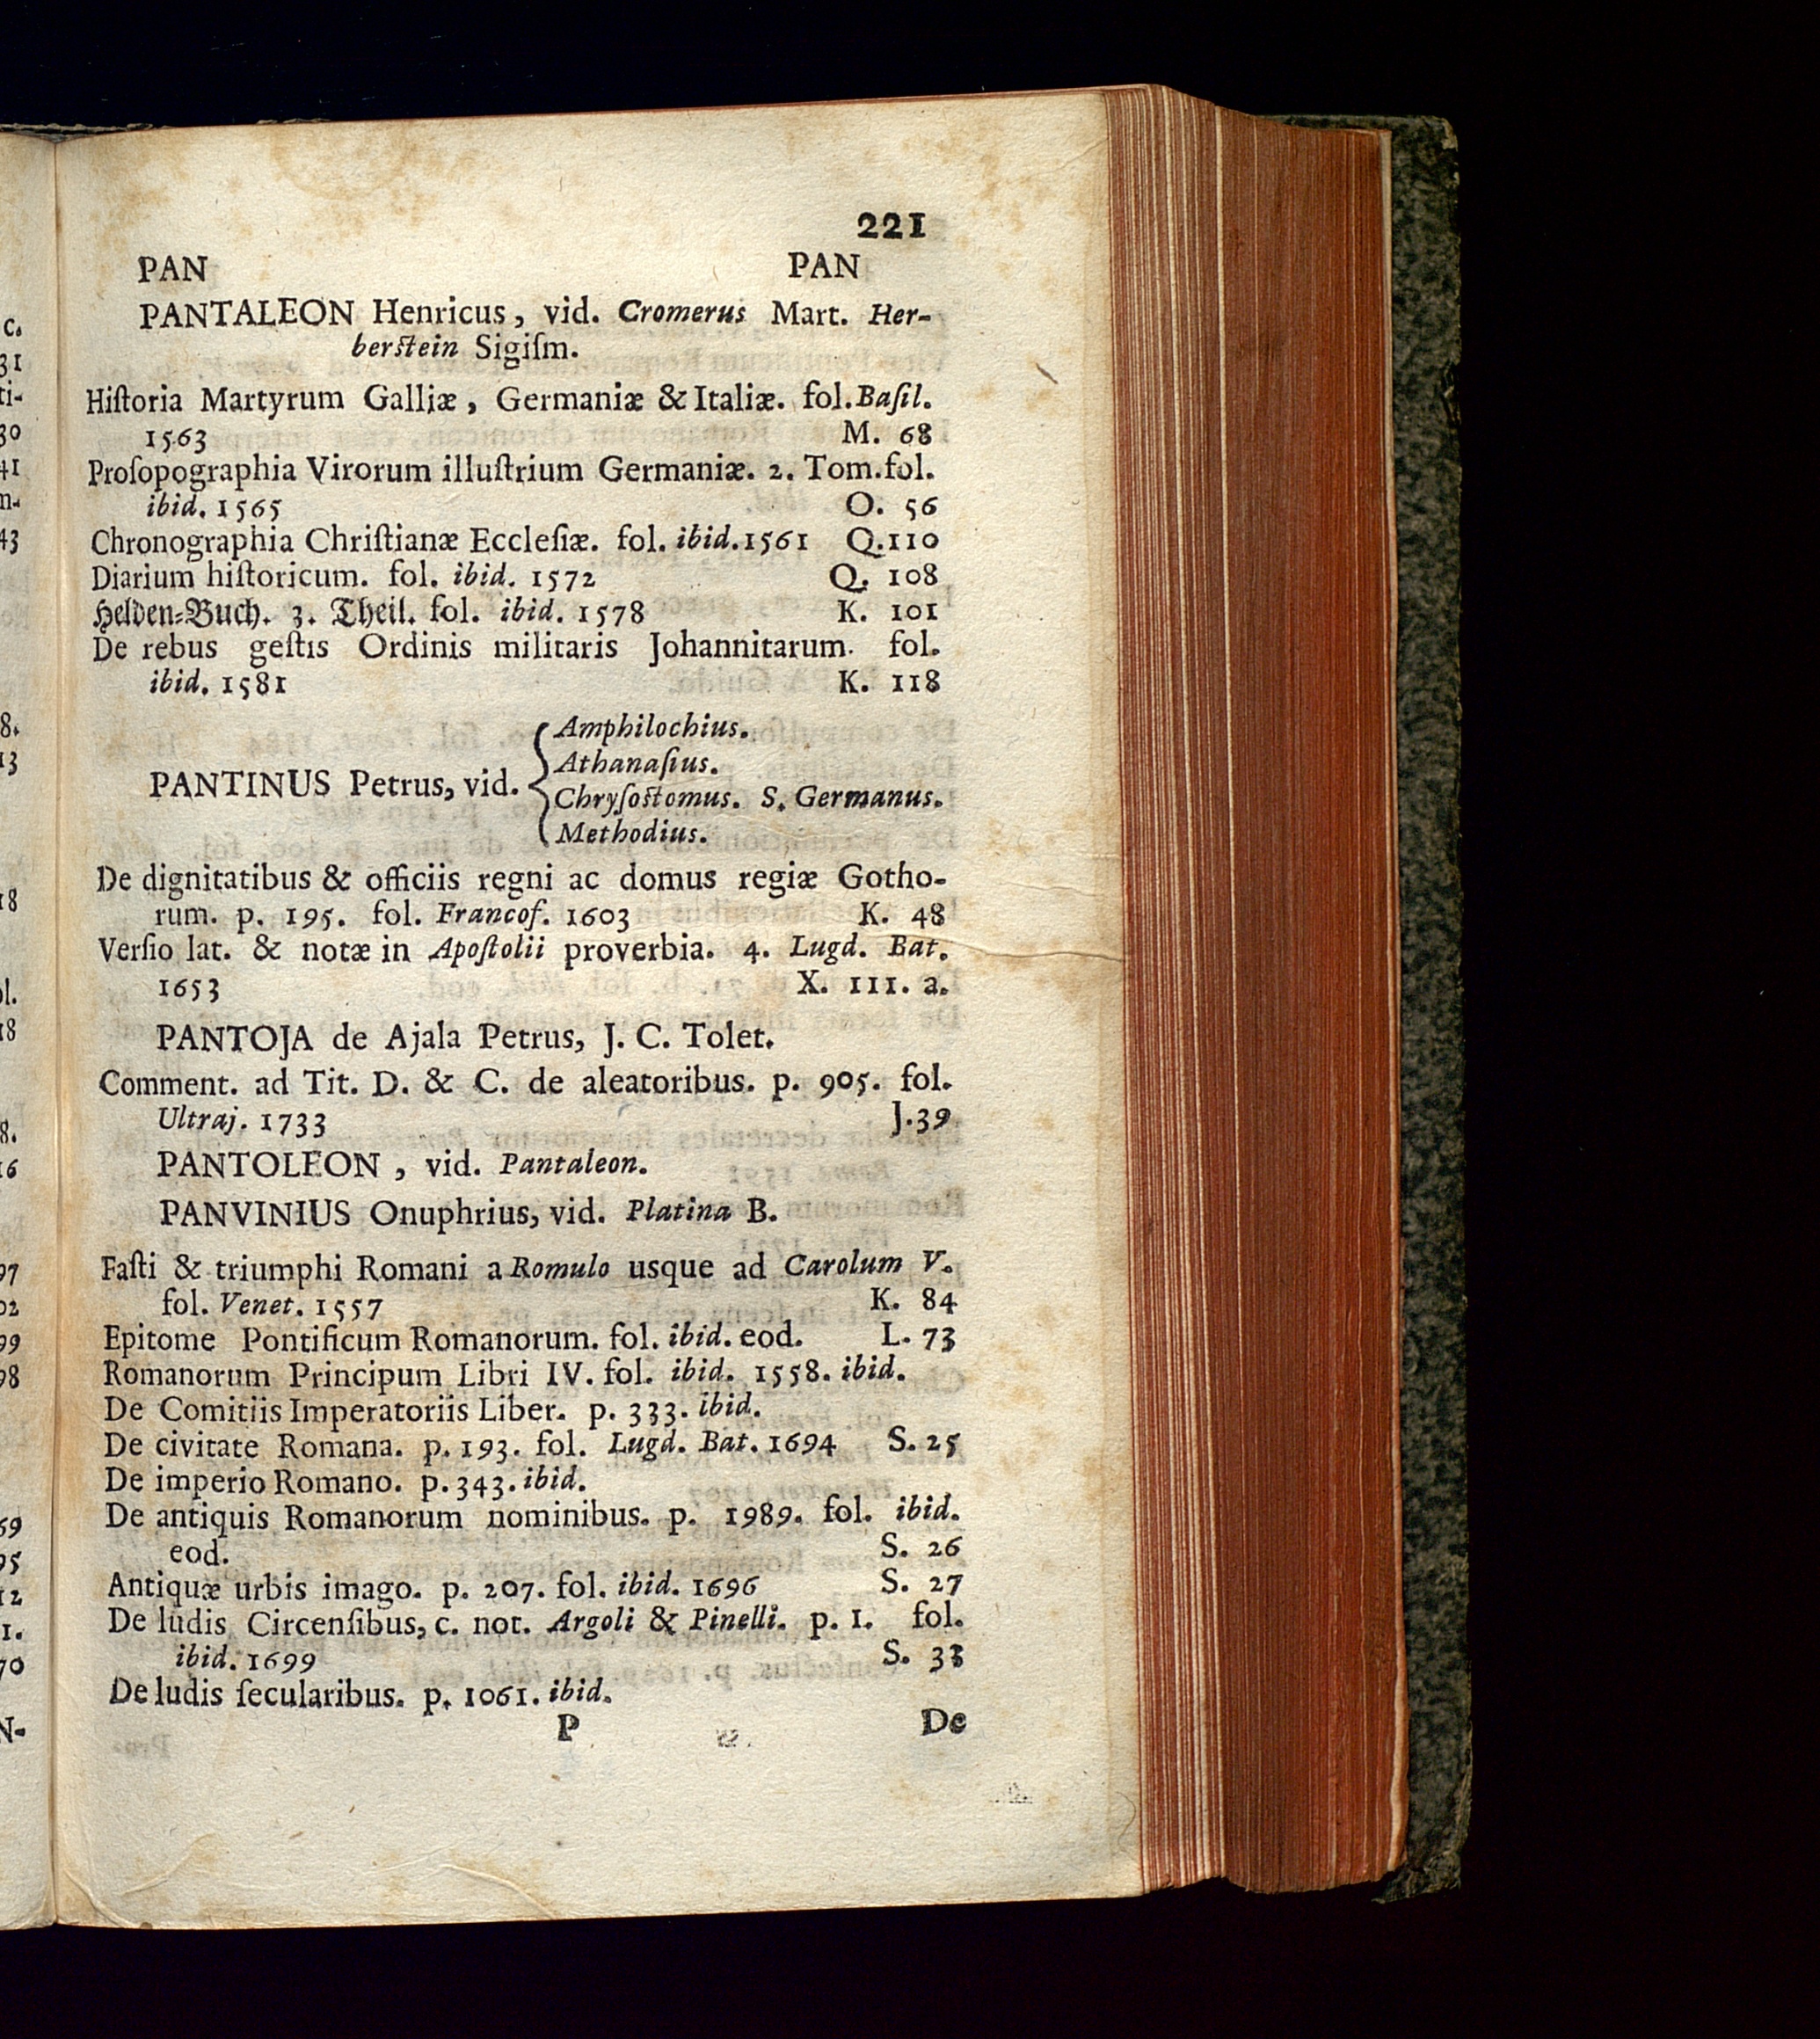 221
PAN PAN
PANTALEON Henricus, vid. Cromerus Mart. Her-
berstein Sigiſm.
Hiſtoria Martyrum Galliæ, Germaniæ & Italiæ. fol. Baſil.
1563 M. 68
Proſopographia Virorum illuſtrium Germaniæ. 2. Tom. fol.
ibid. 1565 O. 56
Chronographia Chriſtianæ Eccleſiæ. fol. ibid. 1561 Q. 110
Diarium hiſtoricum. fol. ibid. 1572 Q. 108
Helden-Buch. 3. Theil. fol. ibid. 1578 K. 101
De rebus geſtis Ordinis militaris Johannitarum. fol.
ibid. 1581 K. 118
Amphilochius.
Athanaſius.
PANTINUS Petrus, vid.
Chryſostomus. S. Germanus.
Methodius.
De dignitatibus & officiis regni ac domus regiæ Gotho-
rum. p. 195. fol. Francof. 1603 K. 48
Verſio lat. & notæ in Apoſtolii proverbia. 4. Lugd. Bat.
1653 X. 111. a.
PANTOJA de Ajala Petrus, J. C. Tolet.
Comment. ad Tit. D. & C. de aleatoribus. p. 905. fol.
Ultraj. 1733 J. 39
PANTOLEON, vid. Pantaleon.
PANVINIUS Onuphrius, vid. Platina B.
Faſti & triumphi Romani a Romulo usque ad Carolum V.
fol. Venet. 1557 K. 84
Epitome Pontificum Romanorum. fol. ibid. eod. L. 73
Romanorum Principum Libri IV. fol. ibid. 1558. ibid.
De Comitiis Imperatoriis Liber. p. 333. ibid.
De civitate Romana. p. 193. fol. Lugd. Bat. 1694 S. 25
De imperio Romano. p. 343. ibid.
De antiquis Romanorum nominibus. p. 1989. fol. ibid.
eod. S. 26
Antiquæ urbis imago. p. 207. fol. ibid. 1696 S. 27
De ludis Circenſibus, c. not. Argoli & Pinelli. p. 1. fol.
ibid. 1699 S. 33
De ludis ſecularibus. p. 1061. ibid.
P De